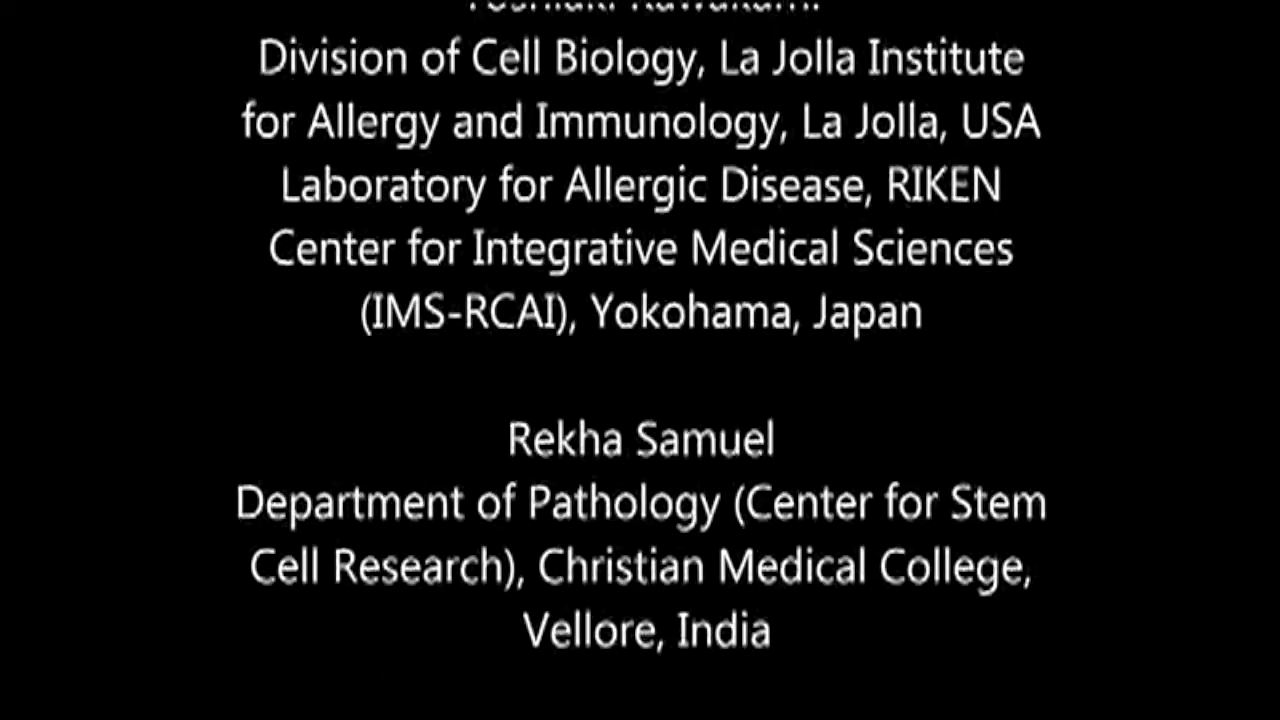 Division of Cell Biology, La Jolla Institute
for Allergy and Immunology, La Jolla, USA
Laboratory for Allergic Disease, RIKEN
Center for Integrative Medical Sciences
(IMS-RCAI), Yokohama, Japan
Rekha Samuel
Department of Pathology (Center for Stem
Cell Research), Christian Medical College,
Vellore, India